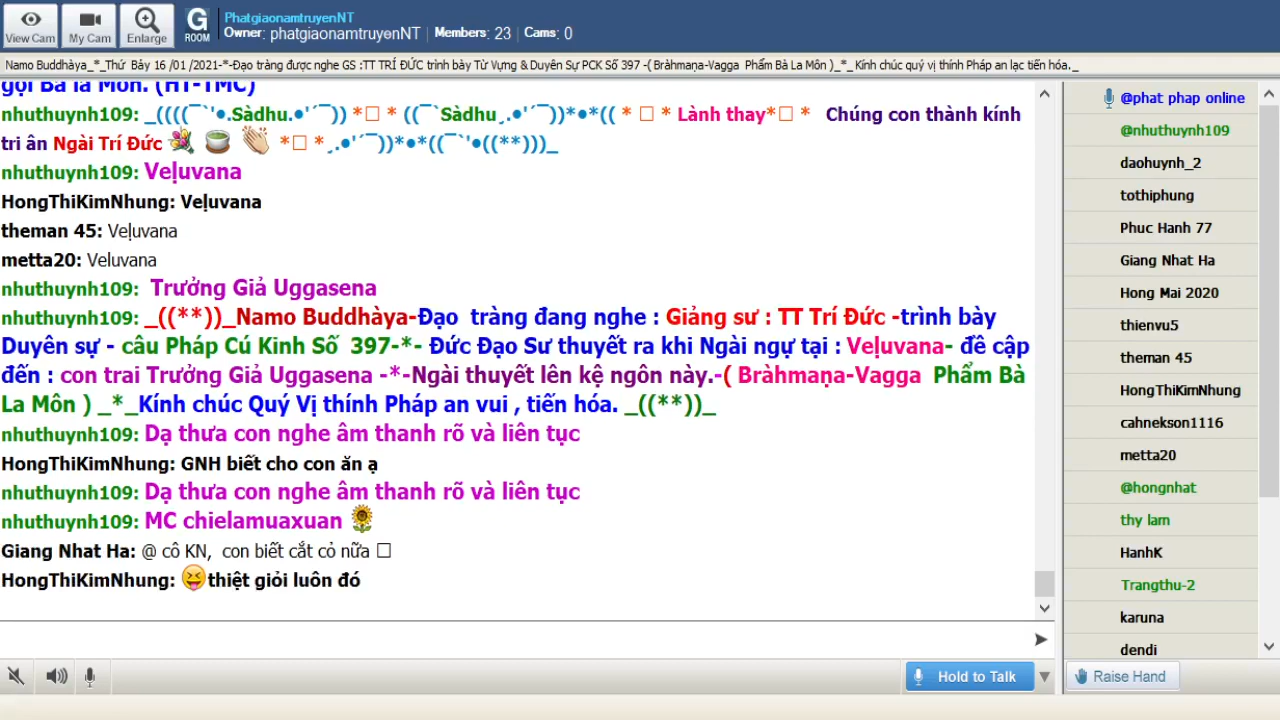 View Cam
My Cam
Enlarge
G ROOM
PhatgiaonamtruyenNT
Owner: phatgiaonamtruyenNT | Members: 23 | Cams: 0
Namo Buddhàya_*_Thứ Bảy 16 /01 /2021-*-Đạo tràng được nghe GS :TT TRÍ ĐỨC trình bày Từ Vựng & Duyên Sự PCK Số 397 -( Bràhmaṇa-Vagga Phẩm Bà La Môn )_*_ Kính chúc quý vị thính Pháp an lạc tiến hóa._
gọi Bà la Môn. (HT-TMC)
nhuthuynh109: _((((¯`'•.Sàdhu.•'´¯)) *□ * ((¯`Sàdhu¸.•'´¯))*•*(( * □ * Lành thay*□ * Chúng con thành kính
tri ân Ngài Trí Đức *□ *¸.•'´¯))*•*((¯`'•((**)))_
nhuthuynh109: Veḷuvana
HongThiKimNhung: Veḷuvana
theman 45: Veḷuvana
metta20: Veluvana
nhuthuynh109: Trưởng Giả Uggasena
nhuthuynh109: _((**))_Namo Buddhàya-Đạo tràng đang nghe : Giảng sư : TT Trí Đức -trình bày
Duyên sự - câu Pháp Cú Kinh Số 397-*- Đức Đạo Sư thuyết ra khi Ngài ngự tại : Veḷuvana- đề cập
đến : con trai Trưởng Giả Uggasena -*-Ngài thuyết lên kệ ngôn này.-( Bràhmaṇa-Vagga Phẩm Bà
La Môn ) _*_Kính chúc Quý Vị thính Pháp an vui , tiến hóa. _((**))_
nhuthuynh109: Dạ thưa con nghe âm thanh rõ và liên tục
HongThiKimNhung: GNH biết cho con ăn ạ
nhuthuynh109: Dạ thưa con nghe âm thanh rõ và liên tục
nhuthuynh109: MC chielamuaxuan
Giang Nhat Ha: @ cô KN, con biết cắt cỏ nữa □
HongThiKimNhung: thiệt giỏi luôn đó
Hold to Talk
@phat phap online
@nhuthuynh109
daohuynh_2
tothiphung
Phuc Hanh 77
Giang Nhat Ha
Hong Mai 2020
thienvu5
theman 45
HongThiKimNhung
cahnekson1116
metta20
@hongnhat
thy lam
HanhK
Trangthu-2
karuna
dendi
Raise Hand